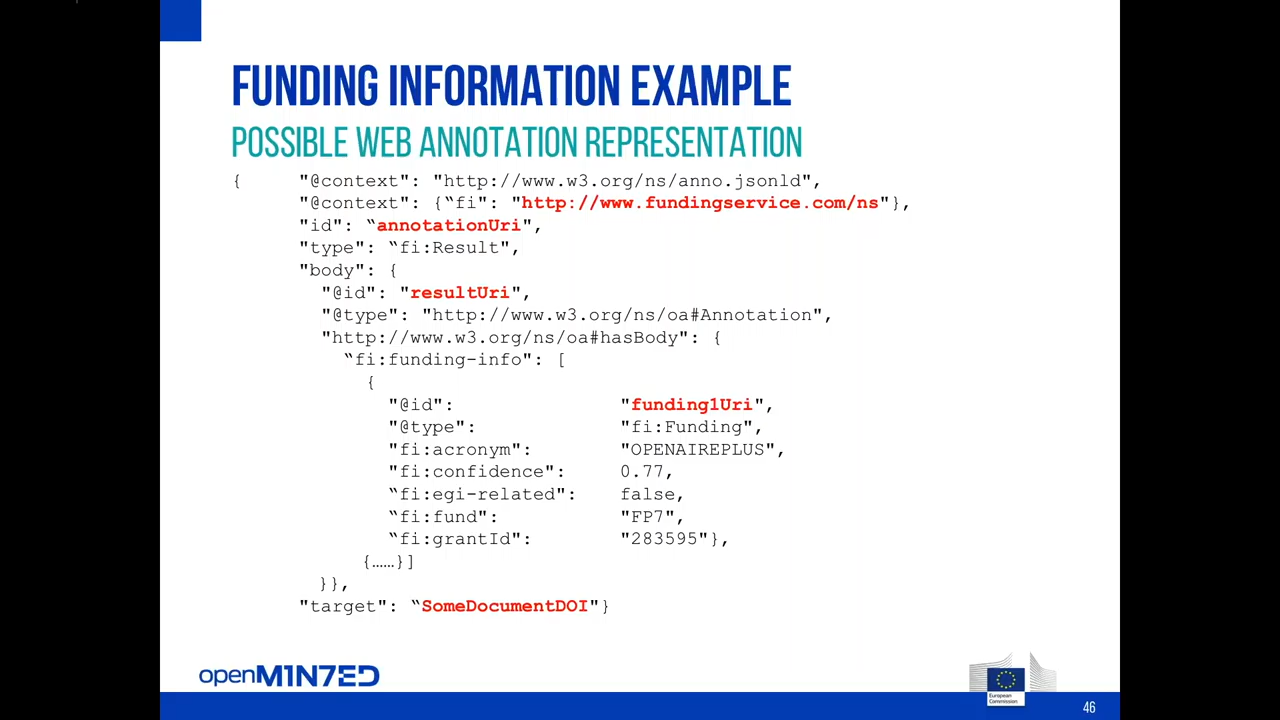 FUNDING INFORMATION EXAMPLE
POSSIBLE WEB ANNOTATION REPRESENTATION
{ "@context": "http://www.w3.org/ns/anno.jsonld",
"@context": {“fi": "http://www.fundingservice.com/ns"},
"id": “annotationUri",
"type": “fi:Result",
"body": {
"@id": "resultUri",
"@type": "http://www.w3.org/ns/oa#Annotation",
"http://www.w3.org/ns/oa#hasBody": {
“fi:funding-info": [
{
"@id": "funding1Uri",
"@type": "fi:Funding",
"fi:acronym": "OPENAIREPLUS",
"fi:confidence": 0.77,
“fi:egi-related": false,
“fi:fund": "FP7",
“fi:grantId": "283595"},
{……}]
}},
"target": “SomeDocumentDOI"}
openM1N7ED
European
Commission
46